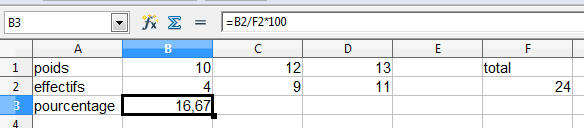 B3 =B2/F2*100
A B C D E F
1 poids 10 12 13 total
2 effectifs 4 9 11 24
3 pourcentage 16,67
4